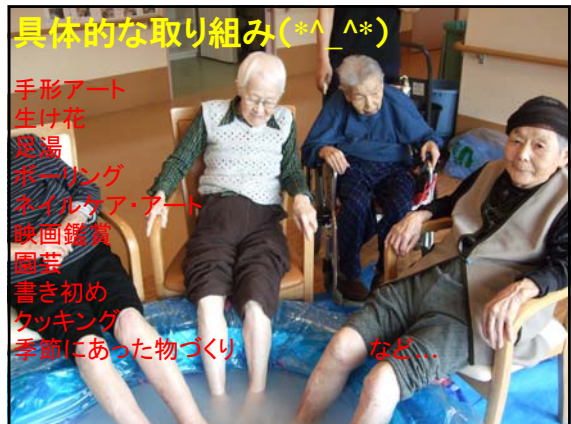 具体的な取り組み(*^_^*)
手形アート
生け花
足湯
ボーリング
ネイルケア・アート
映画鑑賞
園芸
書き初め
クッキング
季節にあった物づくり　　　　など…